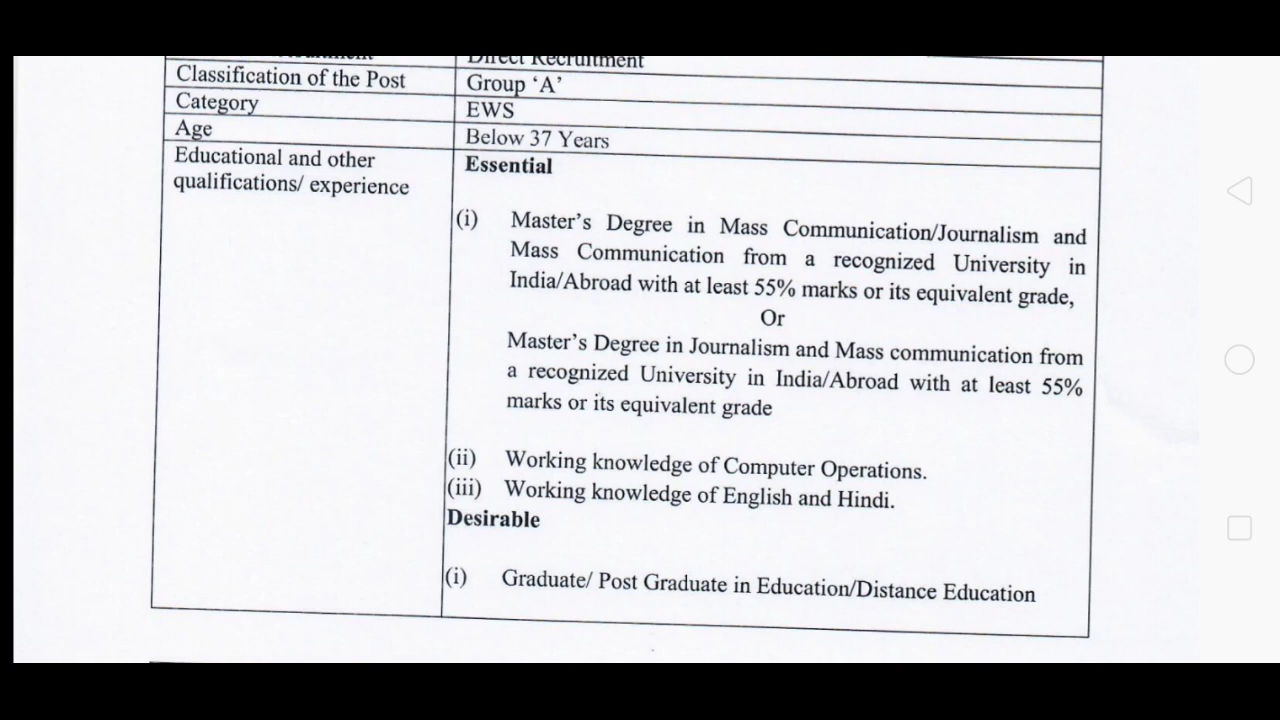 Direct Recruitment
Classification of the Post
Group ‘A’
Category
EWS
Age
Below 37 Years
Educational and other
qualifications/ experience
Essential
(i) Master’s Degree in Mass Communication/Journalism and
Mass Communication from a recognized University in
India/Abroad with at least 55% marks or its equivalent grade,
Or
Master’s Degree in Journalism and Mass communication from
a recognized University in India/Abroad with at least 55%
marks or its equivalent grade
(ii) Working knowledge of Computer Operations.
(iii) Working knowledge of English and Hindi.
Desirable
(i) Graduate/ Post Graduate in Education/Distance Education